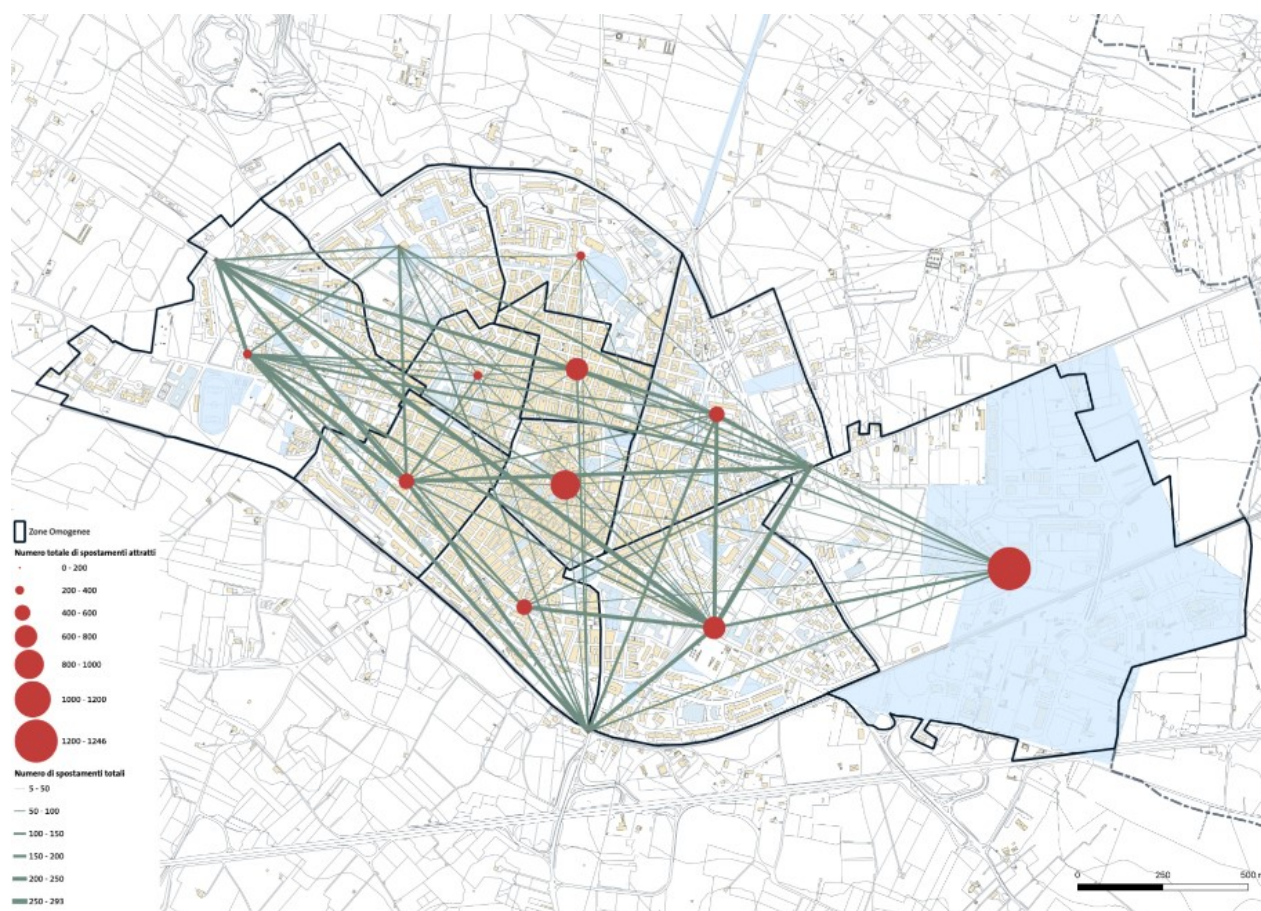 Zone Omogenee
Numero totale di spostamenti attratti
0 - 200
200 - 400
400 - 600
600 - 800
800 - 1000
1000 - 1200
1200 - 1246
Numero di spostamenti totali
5 - 50
50 - 100
100 - 150
150 - 200
200 - 250
250 - 293
0 250 500 m